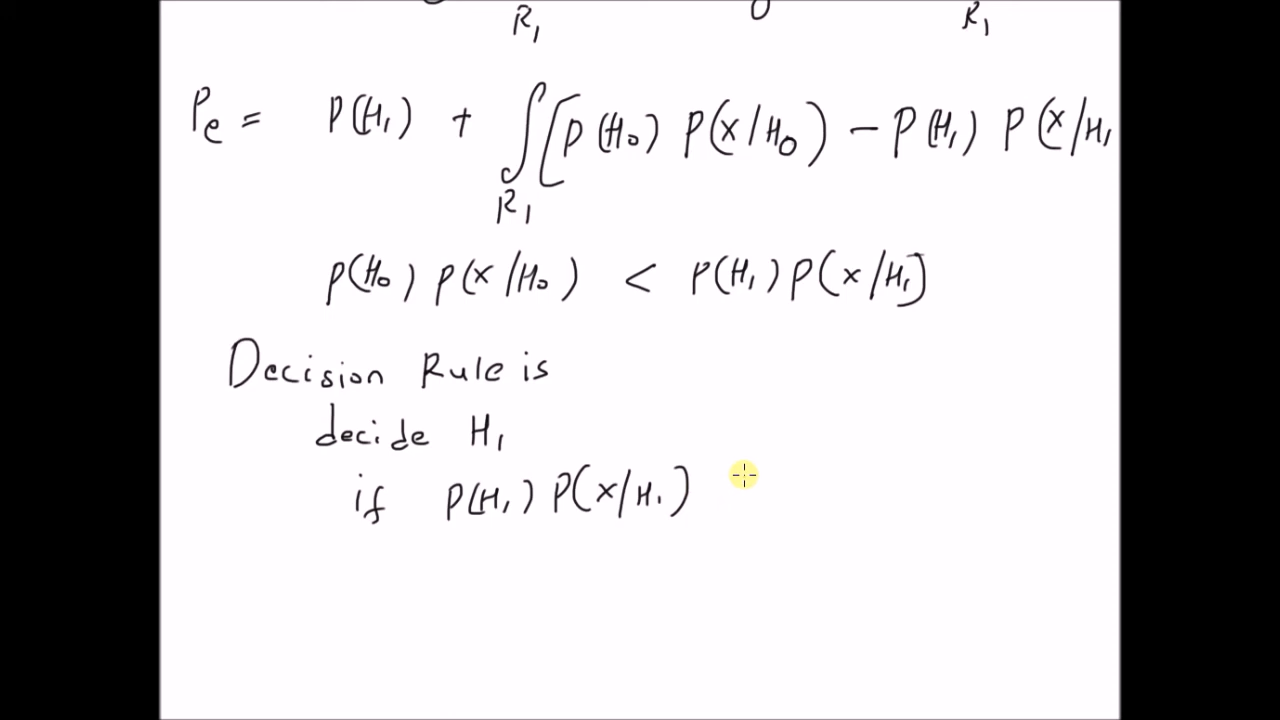 R₁ 0 R₁
Pe = P(H₁) + ∫[P(H₀) P(X/H₀) - P(H₁) P(X/H₁
R₁
P(H₀) P(X/H₀) < P(H₁) P(X/H₁)
Decision Rule is
decide H₁
if P(H₁) P(X/H₁)